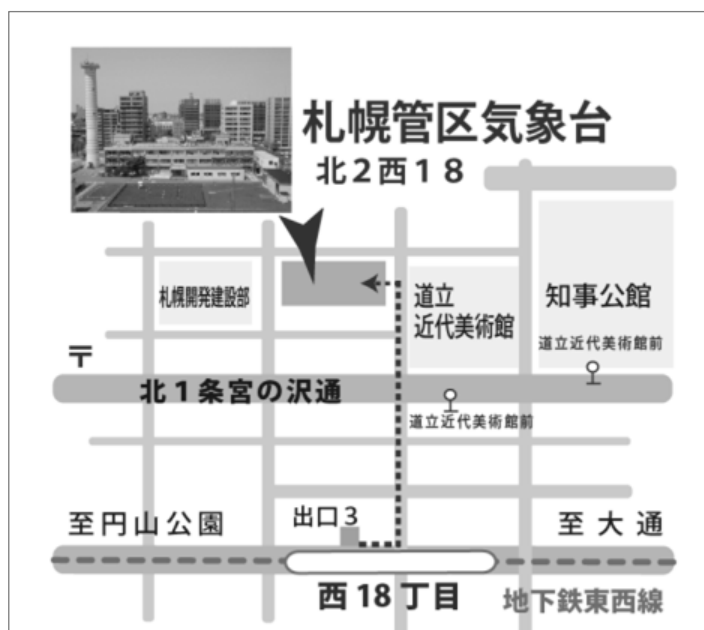 札幌管区気象台
北2西18
札幌開発建設部
道立
近代美術館
知事公館
道立近代美術館前
〒
北1条宮の沢通
道立近代美術館前
出口3
至円山公園
至大通
西18丁目
地下鉄東西線